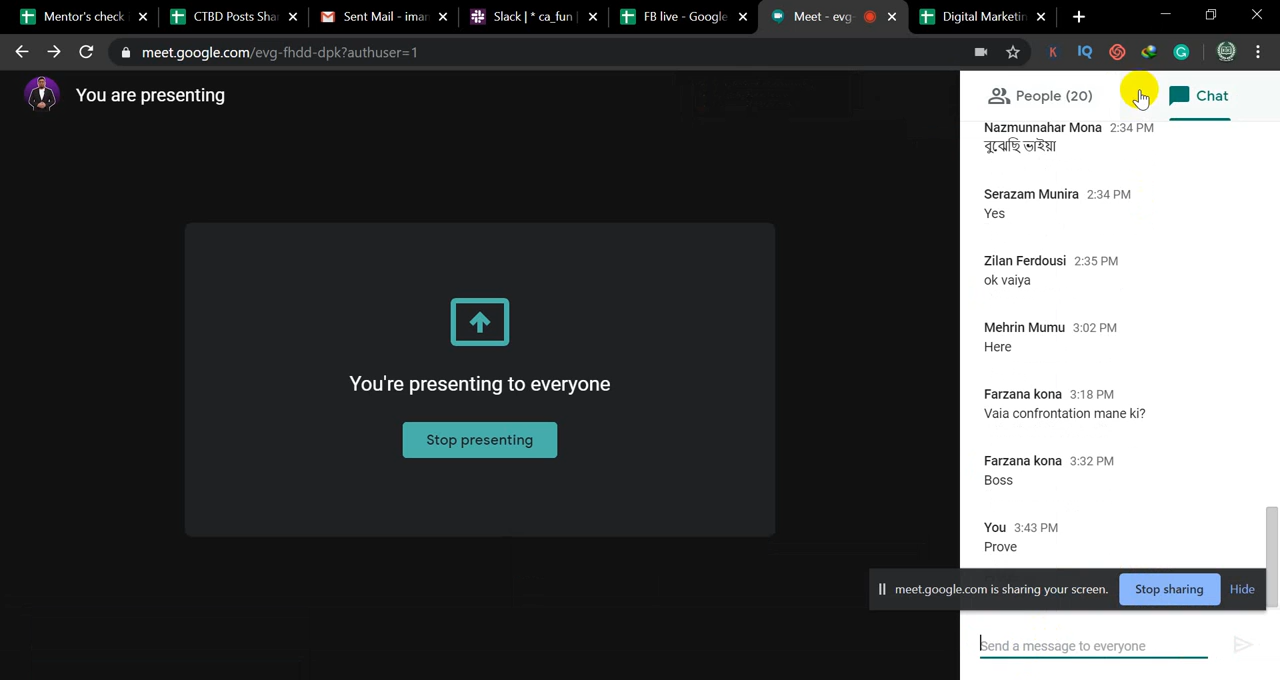 Mentor's check
CTBD Posts Sha
Sent Mail - imar
Slack | * ca_fun |
FB live - Google
Meet - evg-
Digital Marketin
meet.google.com/evg-fhdd-dpk?authuser=1
You are presenting
People (20)
Chat
Nazmunnahar Mona 2:34 PM
বুঝেছি ভাইয়া
Serazam Munira 2:34 PM
Yes
Zilan Ferdousi 2:35 PM
ok vaiya
Mehrin Mumu 3:02 PM
Here
You're presenting to everyone
Stop presenting
Farzana kona 3:18 PM
Vaia confrontation mane ki?
Farzana kona 3:32 PM
Boss
You 3:43 PM
Prove
meet.google.com is sharing your screen.
Stop sharing
Hide
Send a message to everyone